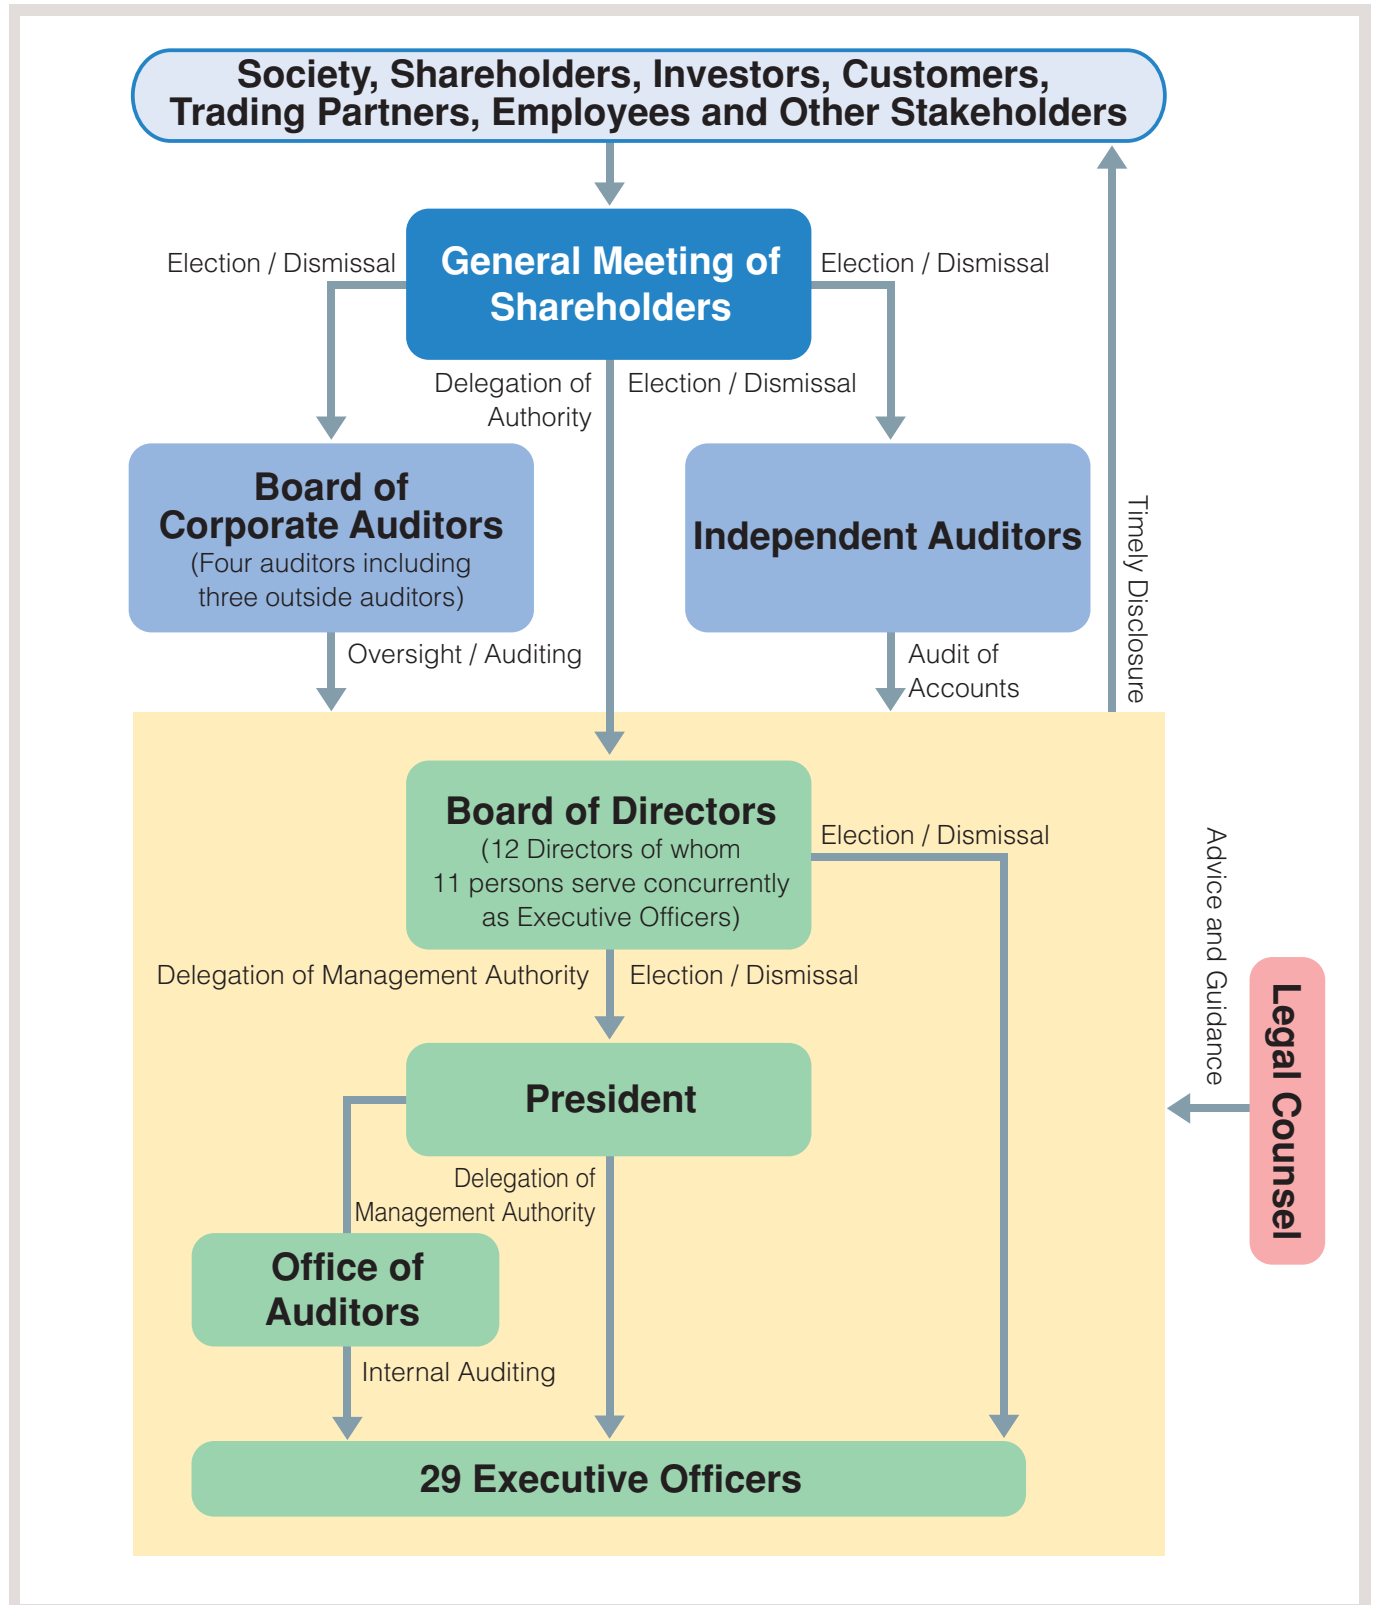 Society, Shareholders, Investors, Customers,
Trading Partners, Employees and Other Stakeholders
General Meeting of
Shareholders
Election / Dismissal
Election / Dismissal
Delegation of
Authority
Election / Dismissal
Board of
Corporate Auditors
(Four auditors including
three outside auditors)
Independent Auditors
Timely Disclosure
Oversight / Auditing
Audit of
Accounts
Board of Directors
(12 Directors of whom
11 persons serve concurrently
as Executive Officers)
Election / Dismissal
Advice and Guidance
Legal Counsel
Delegation of Management Authority
Election / Dismissal
President
Delegation of
Management Authority
Office of
Auditors
Internal Auditing
29 Executive Officers